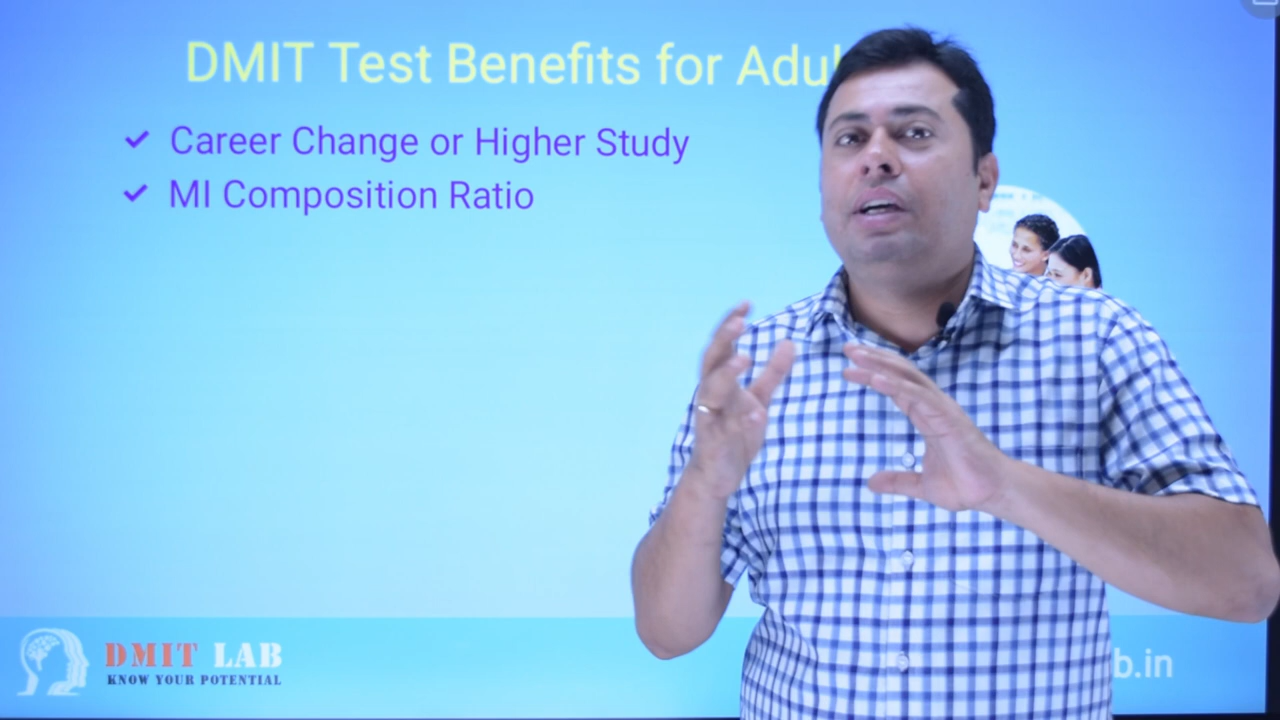 DMIT Test Benefits for Adul
✓ Career Change or Higher Study
✓ MI Composition Ratio
DMIT LAB
KNOW YOUR POTENTIAL
b.in